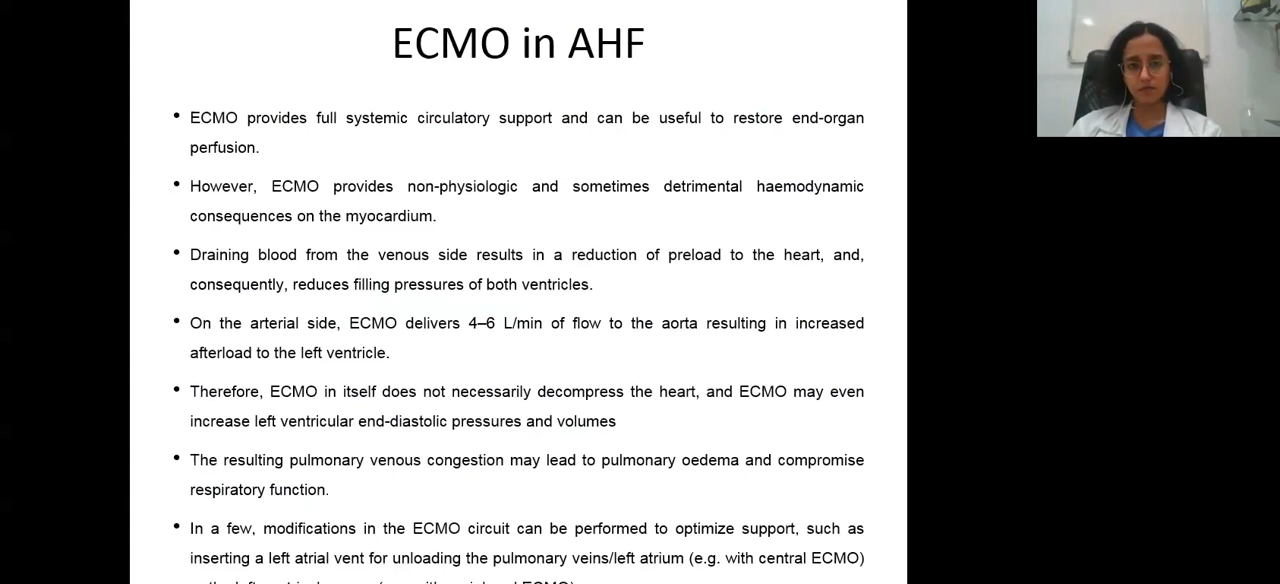 ECMO in AHF
• ECMO provides full systemic circulatory support and can be useful to restore end-organ
perfusion.
• However, ECMO provides non-physiologic and sometimes detrimental haemodynamic
consequences on the myocardium.
• Draining blood from the venous side results in a reduction of preload to the heart, and,
consequently, reduces filling pressures of both ventricles.
• On the arterial side, ECMO delivers 4–6 L/min of flow to the aorta resulting in increased
afterload to the left ventricle.
• Therefore, ECMO in itself does not necessarily decompress the heart, and ECMO may even
increase left ventricular end-diastolic pressures and volumes
• The resulting pulmonary venous congestion may lead to pulmonary oedema and compromise
respiratory function.
• In a few, modifications in the ECMO circuit can be performed to optimize support, such as
inserting a left atrial vent for unloading the pulmonary veins/left atrium (e.g. with central ECMO)